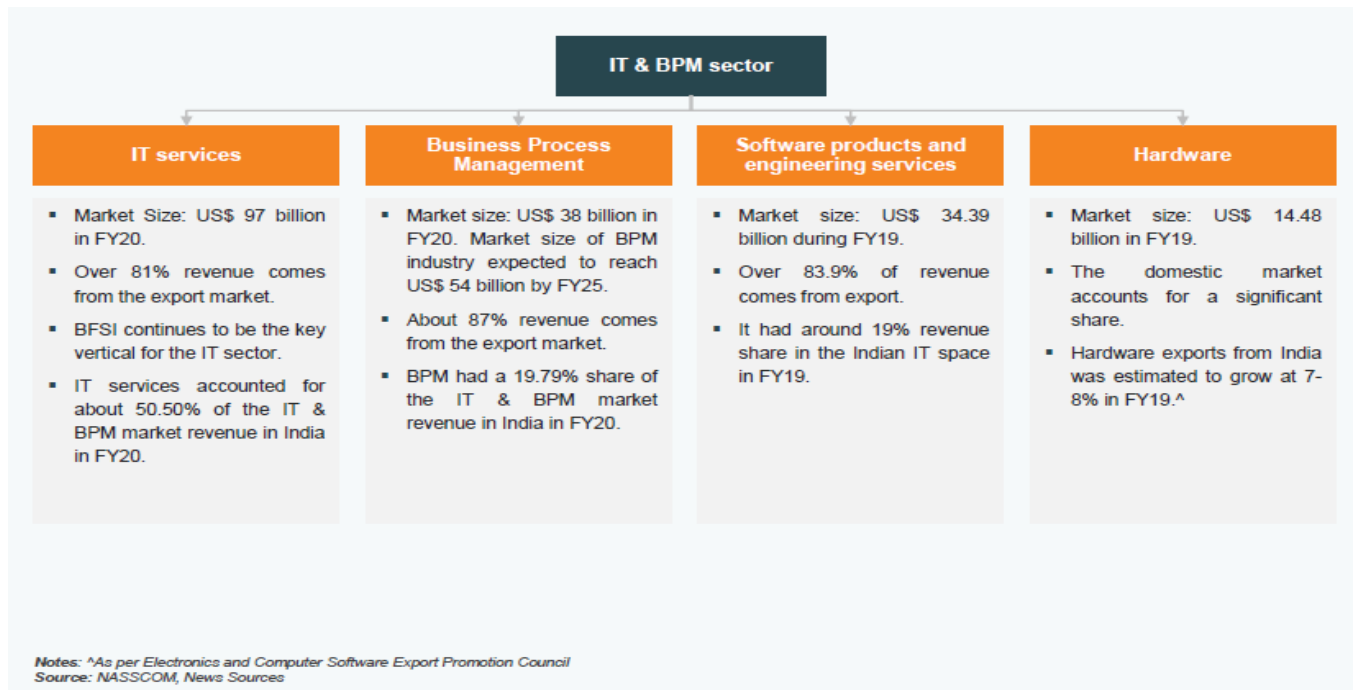 IT & BPM sector
IT services
Market Size: US$ 97 billion
in FY20.
Over 81% revenue comes
from the export market.
BFSI continues to be the key
vertical for the IT sector.
IT services accounted for
about 50.50% of the IT &
BPM market revenue in India
in FY20.
Business Process
Management
Market size: US$ 38 billion in
FY20. Market size of BPM
industry expected to reach
US$ 54 billion by FY25.
About 87% revenue comes
from the export market.
BPM had a 19.79% share of
the IT & BPM market
revenue in India in FY20.
Software products and
engineering services
Market size: US$ 34.39
billion during FY19.
Over 83.9% of revenue
comes from export.
It had around 19% revenue
share in the Indian IT space
in FY19.
Hardware
Market size: US$ 14.48
billion in FY19.
The domestic market
accounts for a significant
share.
Hardware exports from India
was estimated to grow at 7-
8% in FY19.^
Notes: ^As per Electronics and Computer Software Export Promotion Council
Source: NASSCOM, News Sources